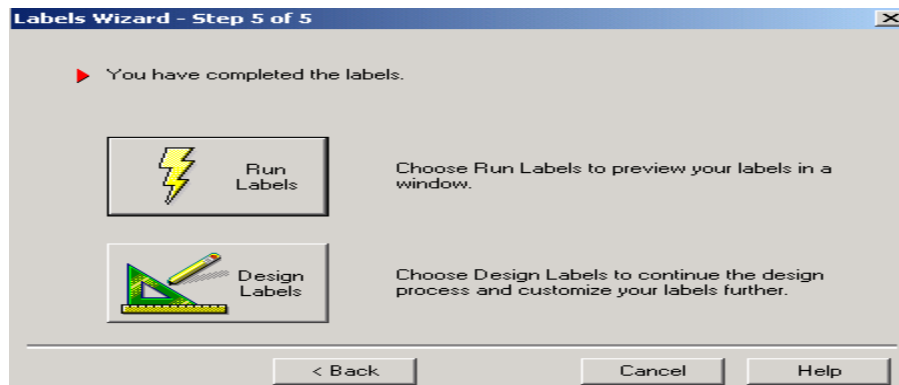 Labels Wizard - Step 5 of 5
You have completed the labels.
Run
Labels
Choose Run Labels to preview your labels in a
window.
Design
Labels
Choose Design Labels to continue the design
process and customize your labels further.
< Back
Cancel
Help